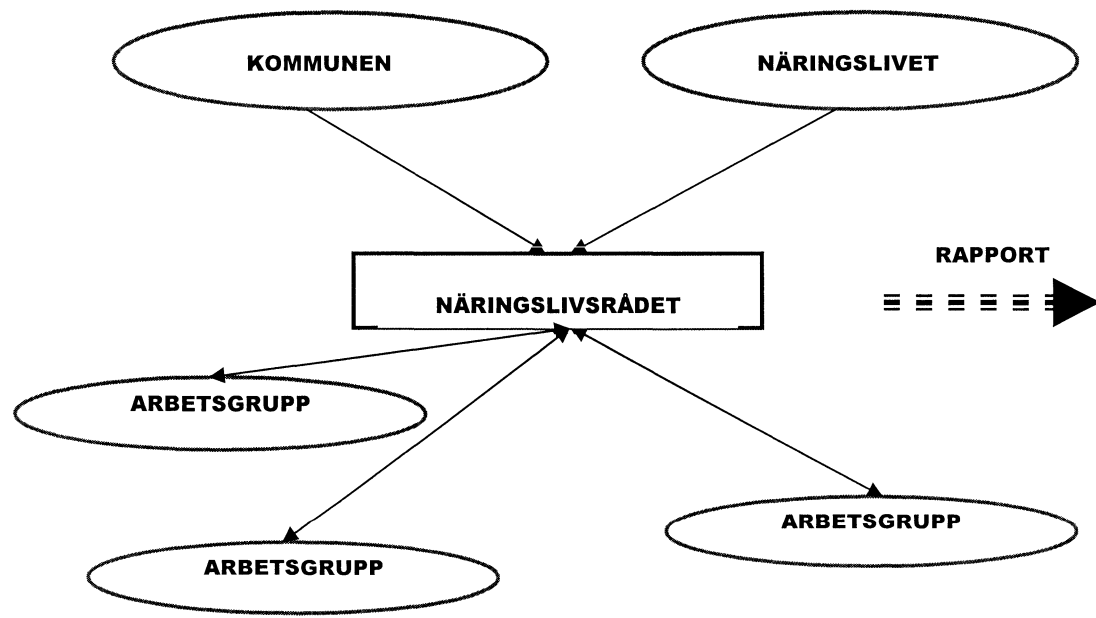 KOMMUNEN
NÄRINGSLIVET
RAPPORT
NÄRINGSLIVSRÅDET
ARBETSGRUPP
ARBETSGRUPP
ARBETSGRUPP